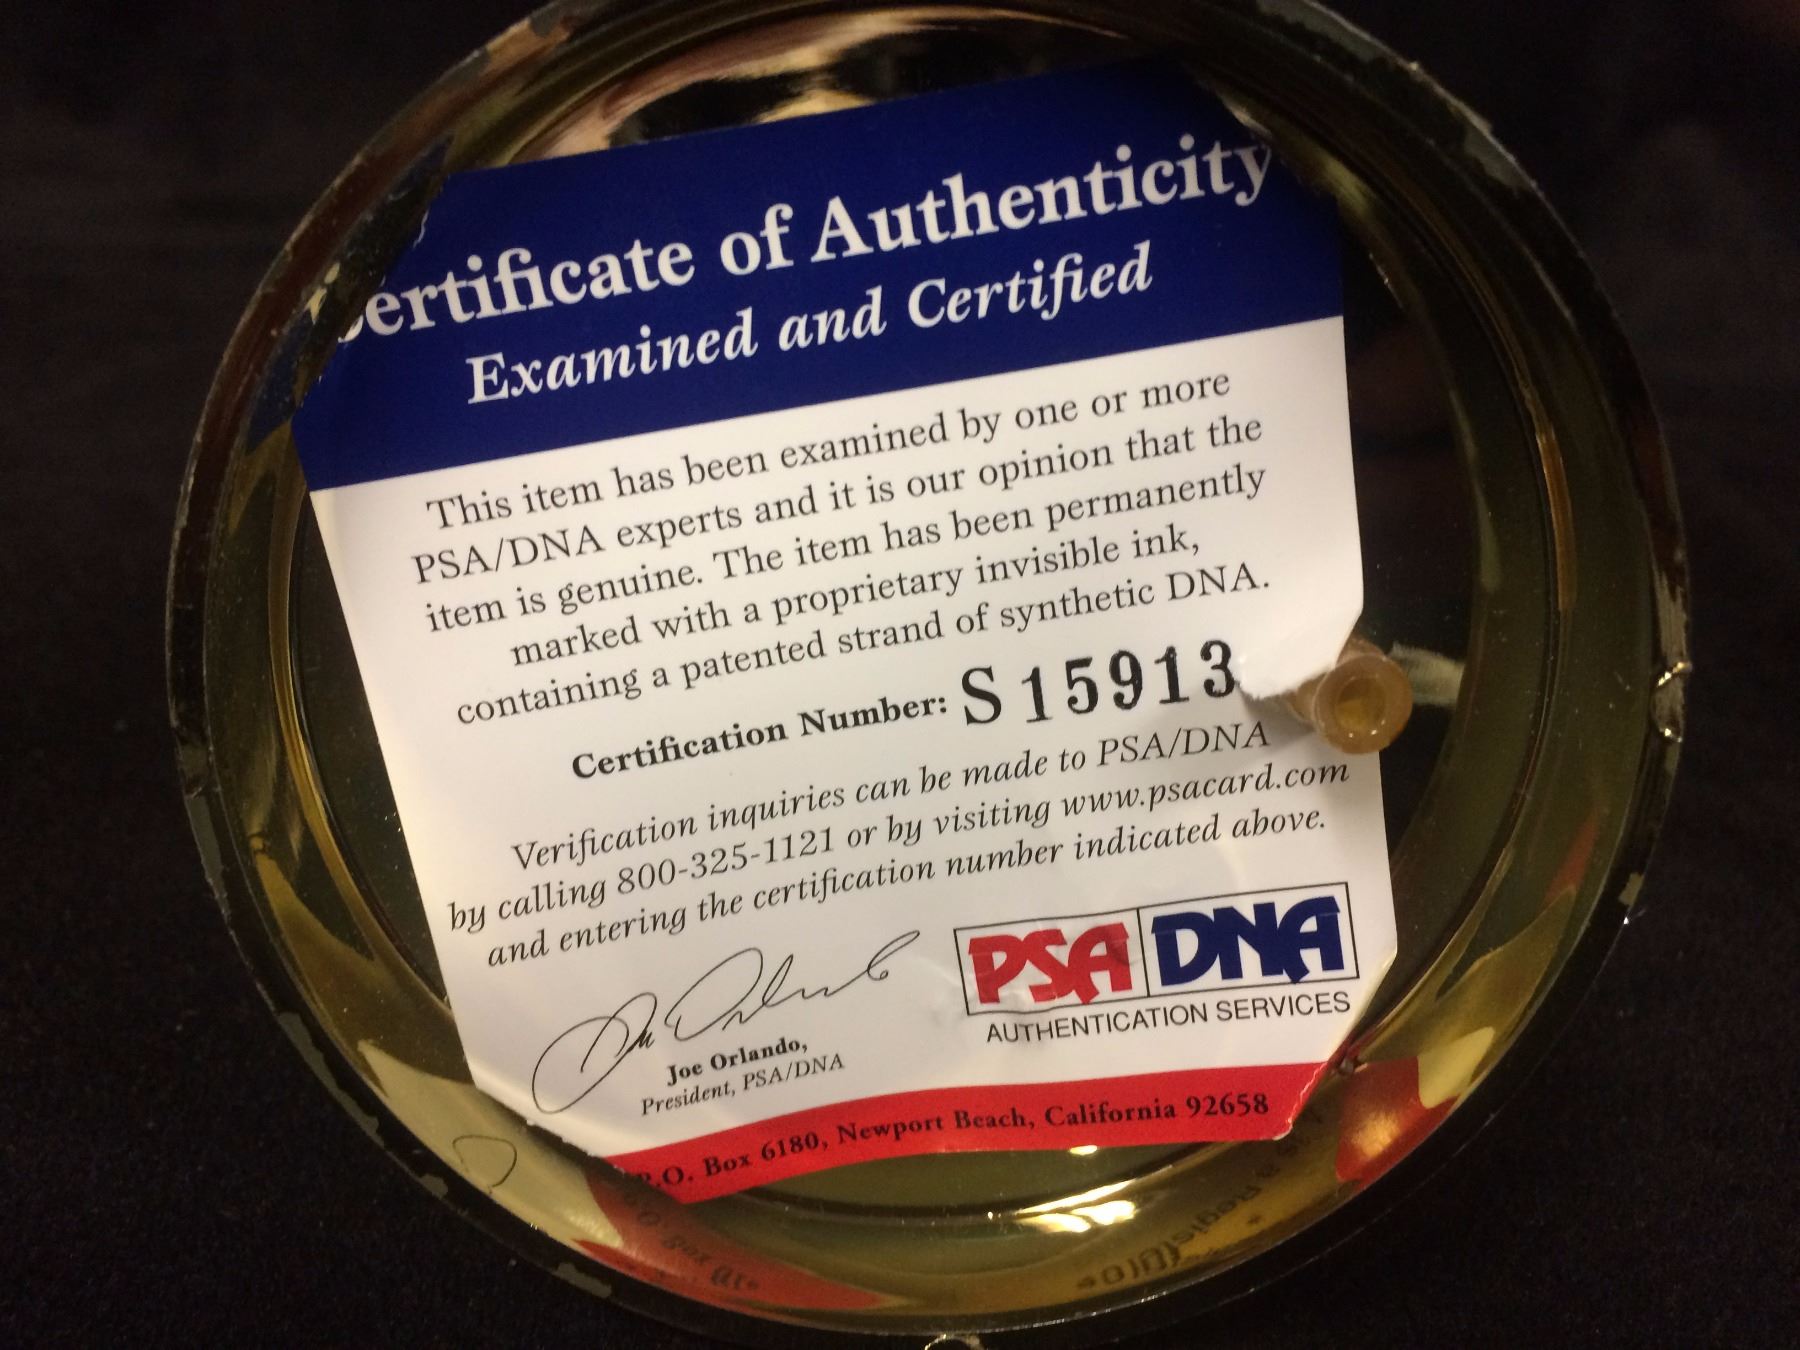 ertificate of Authenticity
Examined and Certified
This item has been examined by one or more
PSA/DNA experts and it is our opinion that the
item is genuine. The item has been permanently
marked with a proprietary invisible ink,
containing a patented strand of synthetic DNA.
Certification Number: S15913
Verification inquiries can be made to PSA/DNA
by calling 800-325-1121 or by visiting www.psacard.com
and entering the certification number indicated above.
Joe Orlando,
President, PSA/DNA
PSA DNA
AUTHENTICATION SERVICES
P.O. Box 6180, Newport Beach, California 92658